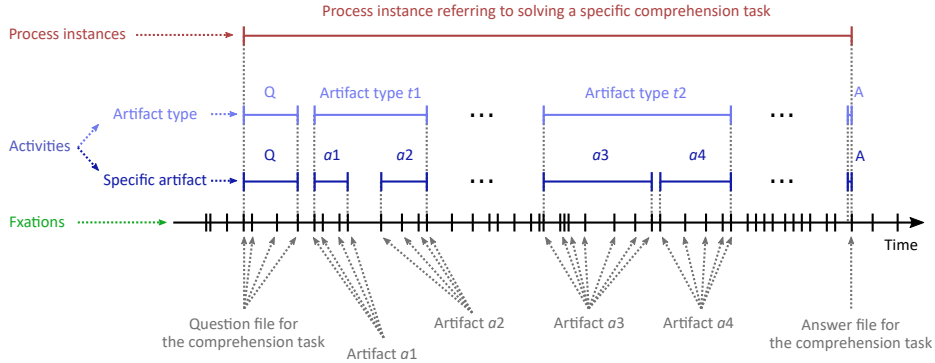 Process instance referring to solving a specific comprehension task
Process instances
Q
Artifact type t1
...
Artifact type t2
...
A
Artifact type
Activities
Q
a1
a2
...
a3
a4
...
A
Specific artifact
Fxations
Time
Question file for
the comprehension task
Artifact a1
Artifact a2
Artifact a3
Artifact a4
Answer file for
the comprehension task